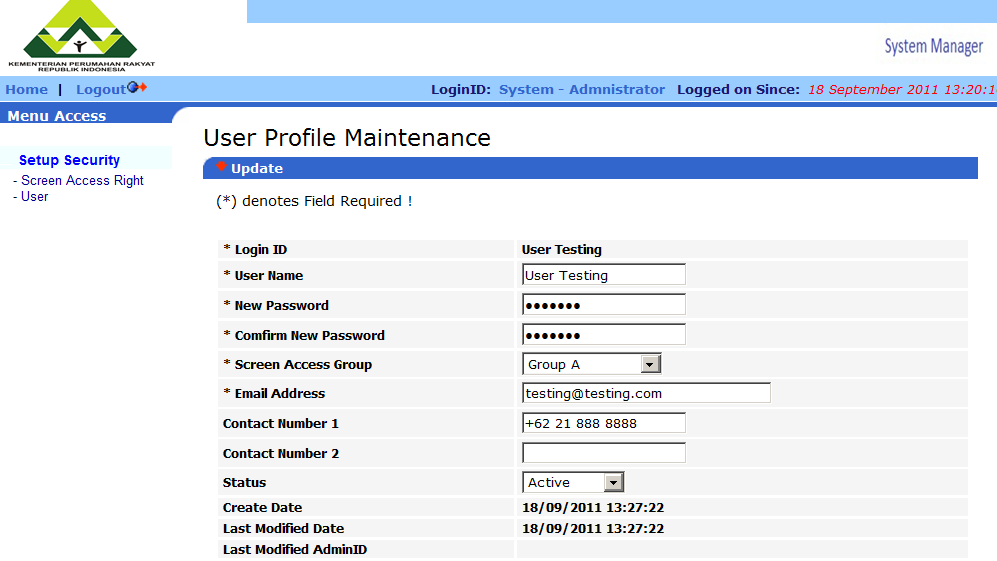 KEMENTERIAN PERUMAHAN RAKYAT
REPUBLIK INDONESIA
System Manager
Home | Logout LoginID: System - Admnistrator Logged on Since: 18 September 2011 13:20:1
Menu Access
User Profile Maintenance
Setup Security
- Screen Access Right
- User
Update
(*) denotes Field Required !
* Login ID User Testing
* User Name User Testing
* New Password •••••••
* Comfirm New Password •••••••
* Screen Access Group Group A
* Email Address testing@testing.com
Contact Number 1 +62 21 888 8888
Contact Number 2
Status Active
Create Date 18/09/2011 13:27:22
Last Modified Date 18/09/2011 13:27:22
Last Modified AdminID